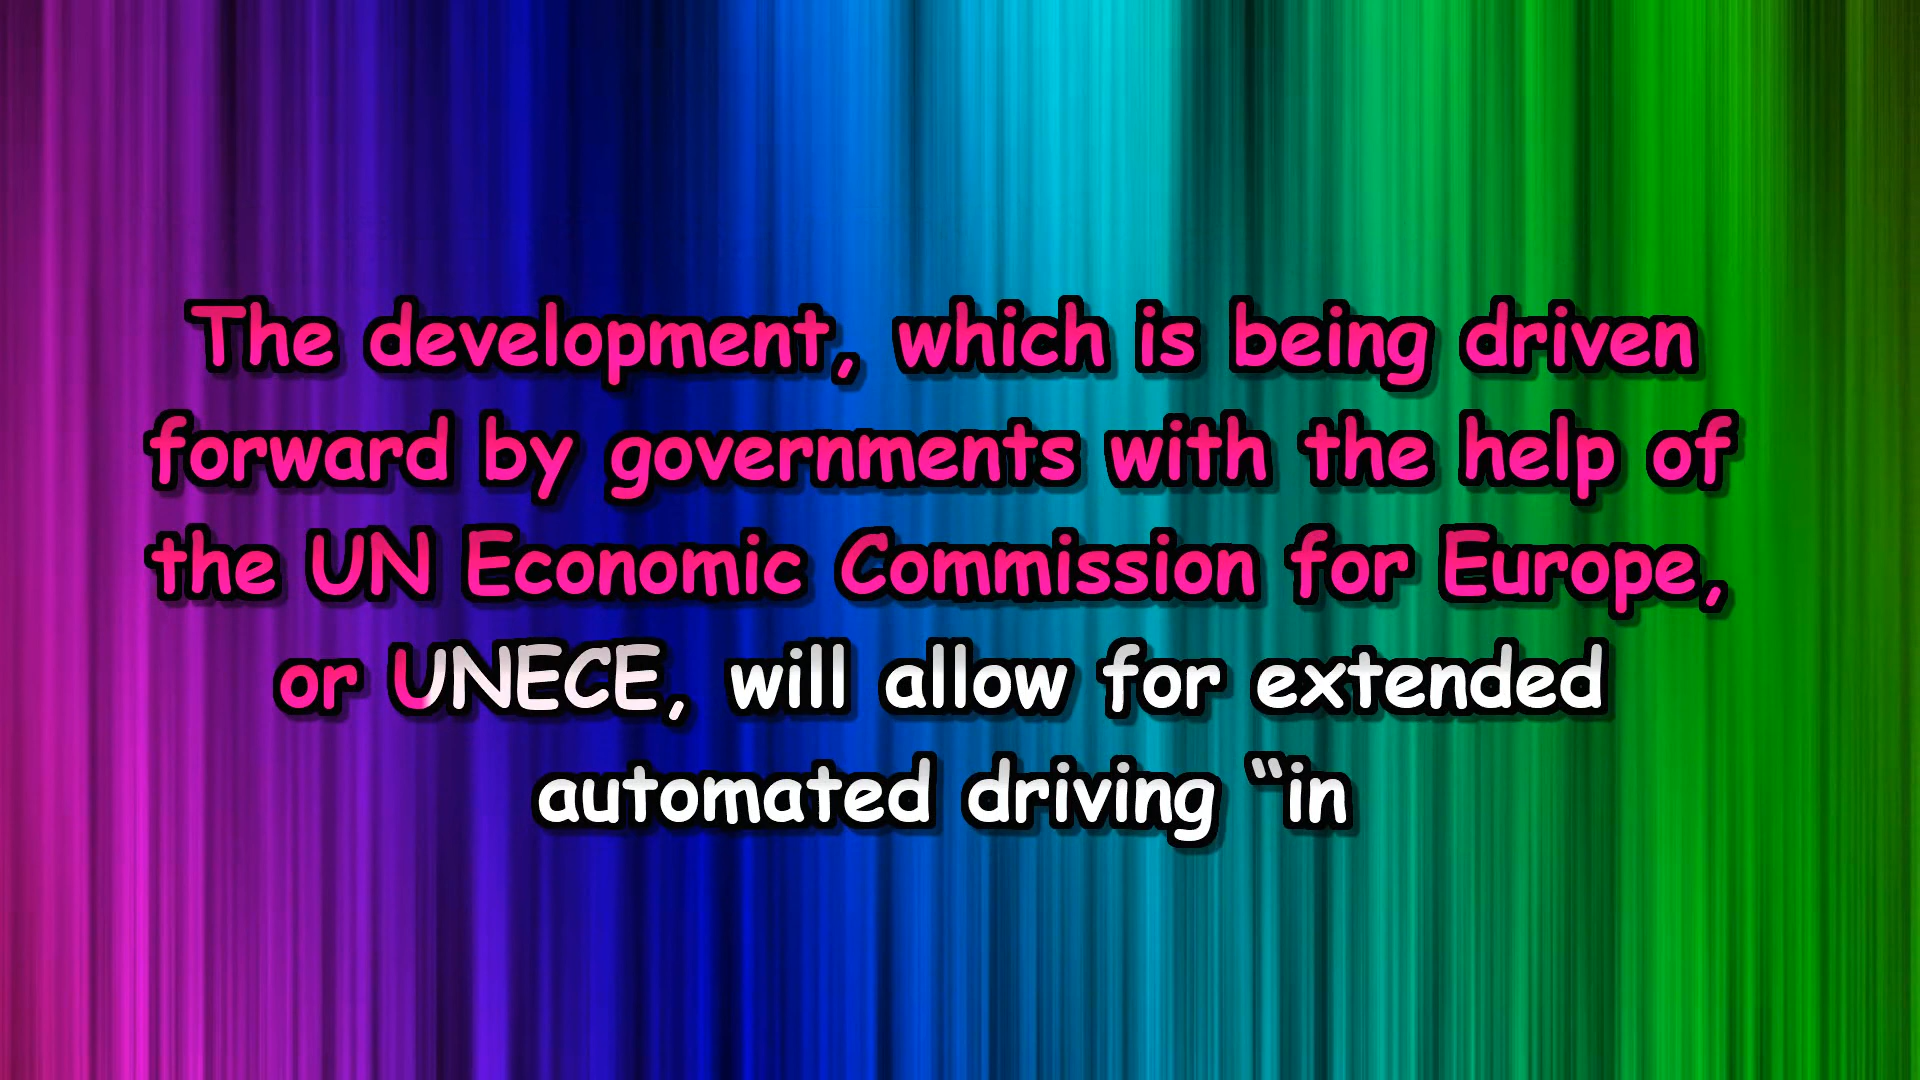 The development, which is being driven
forward by governments with the help of
the UN Economic Commission for Europe,
or UNECE, will allow for extended
automated driving “in